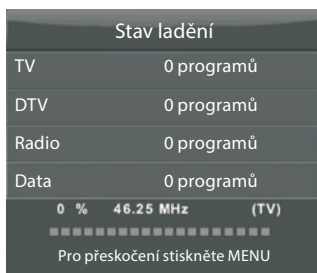 Stav ladění
TV 0 programů
DTV 0 programů
Radio 0 programů
Data 0 programů
0 % 46.25 MHz (TV)
Pro přeskočení stiskněte MENU